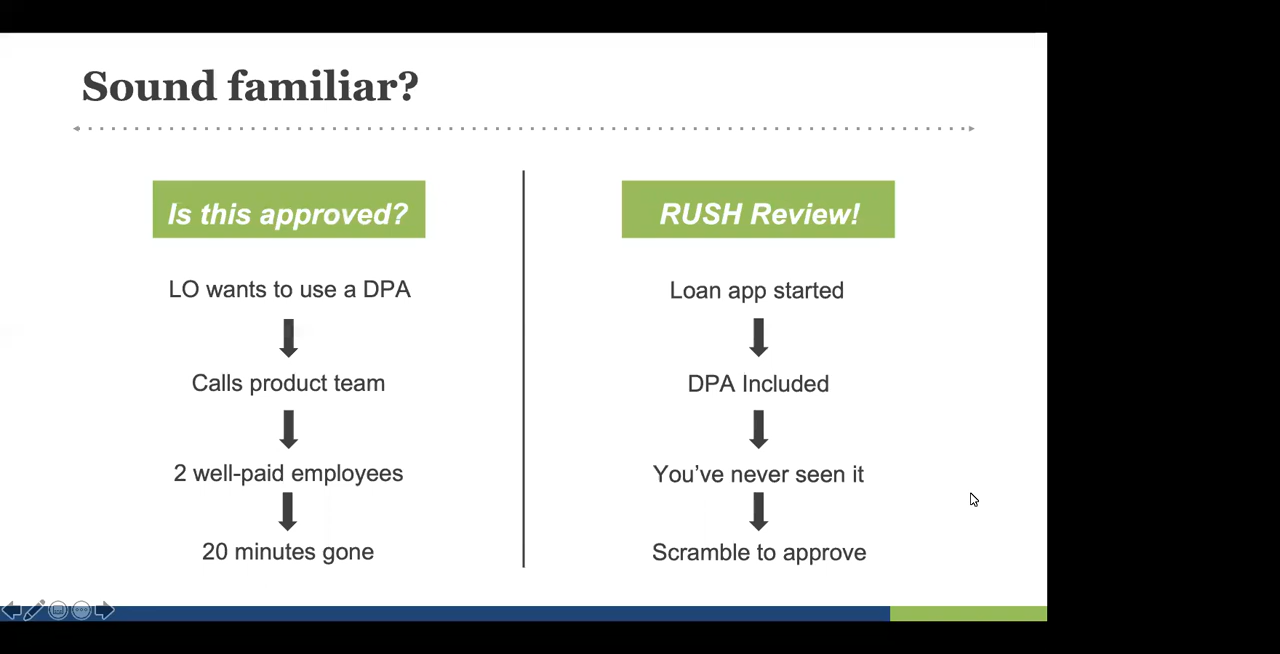 Sound familiar?
Is this approved?
LO wants to use a DPA
Calls product team
2 well-paid employees
20 minutes gone
RUSH Review!
Loan app started
DPA Included
You’ve never seen it
Scramble to approve